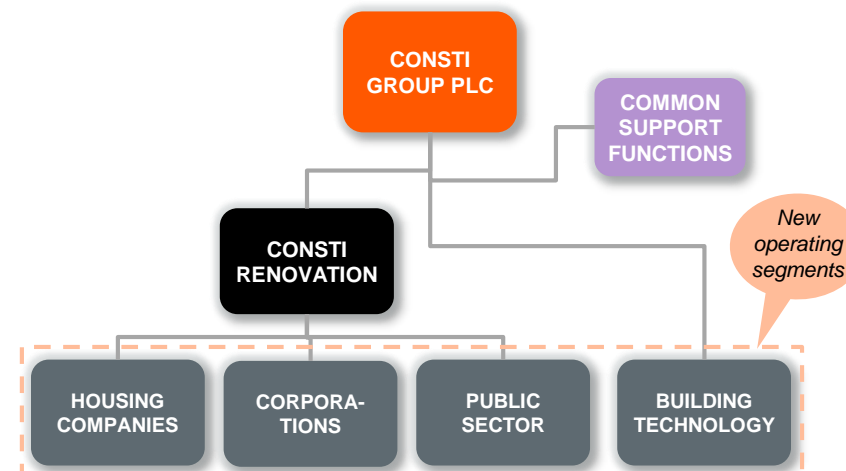 CONSTI
GROUP PLC
COMMON
SUPPORT
FUNCTIONS
New
operating
segments
CONSTI
RENOVATION
HOUSING
COMPANIES
CORPORA-
TIONS
PUBLIC
SECTOR
BUILDING
TECHNOLOGY